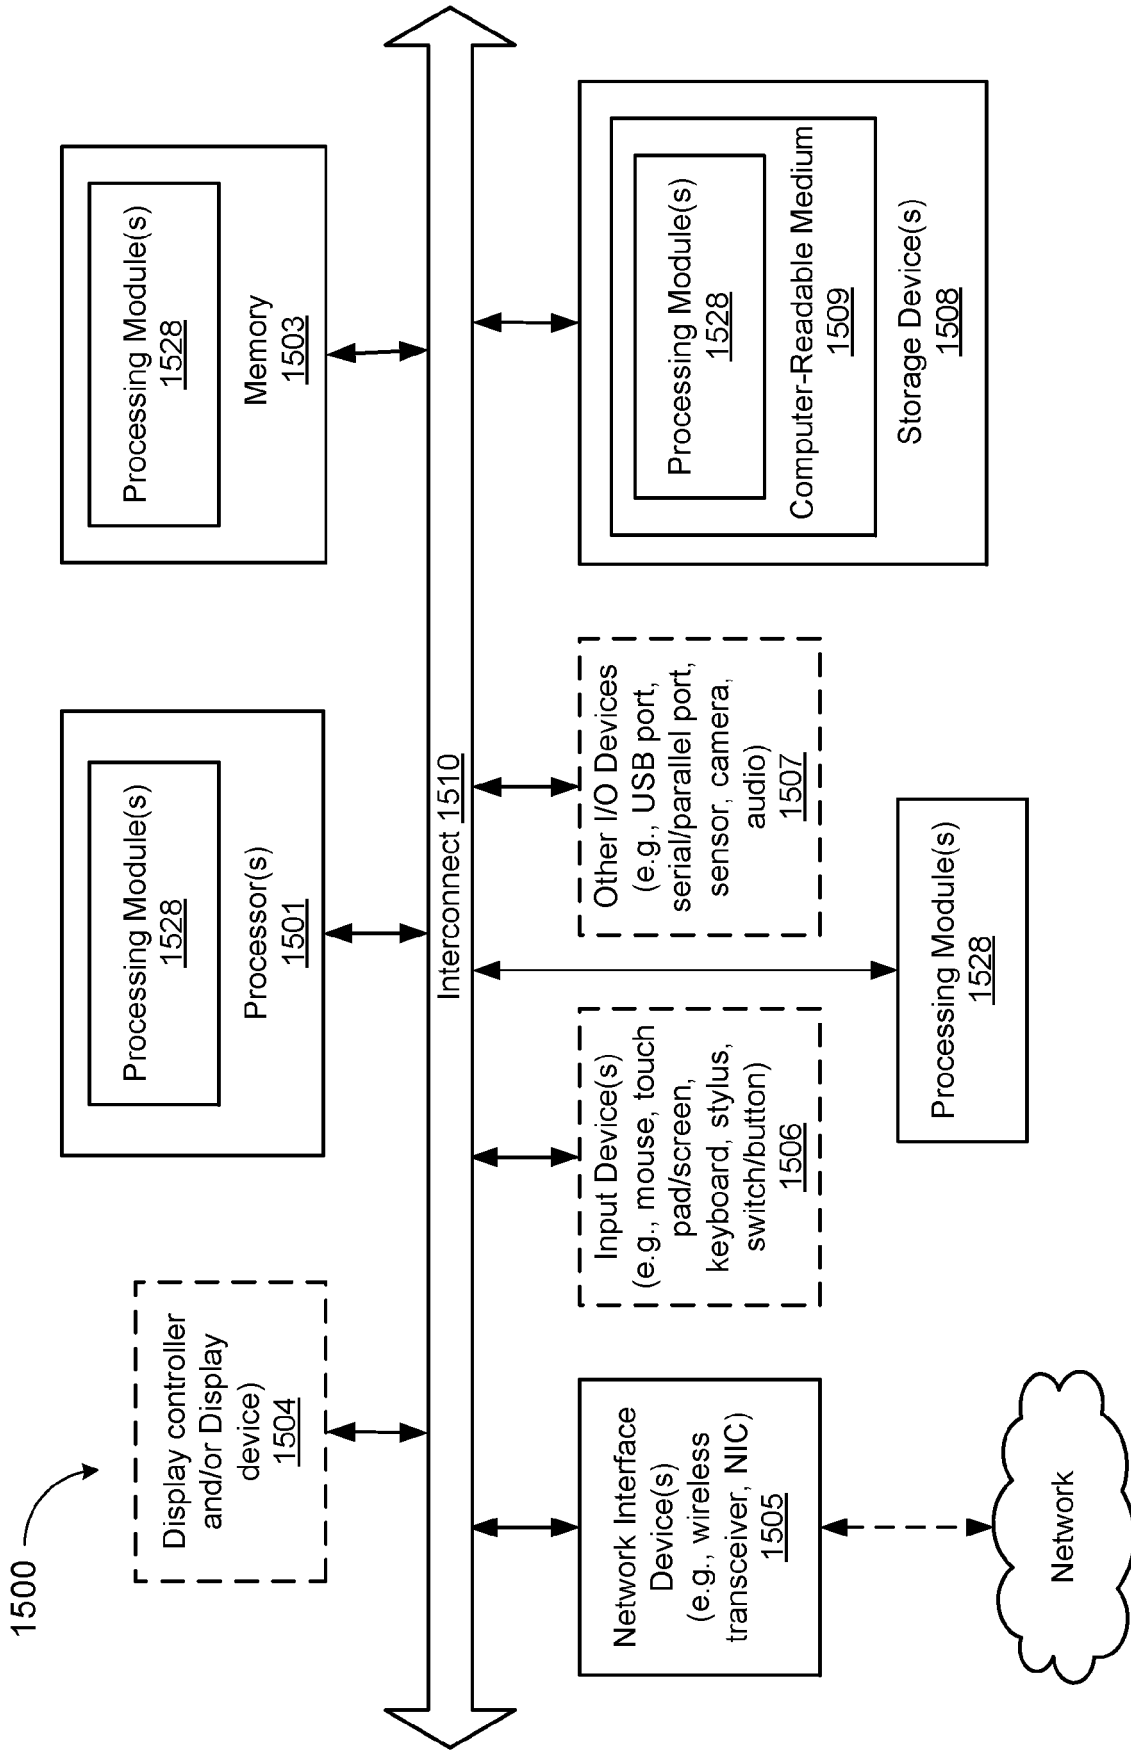 1500
Display controller
and/or Display
device)
1504
Processing Module(s)
1528
Processor(s)
1501
Processing Module(s)
1528
Memory
1503
Interconnect 1510
Network Interface
Device(s)
(e.g., wireless
transceiver, NIC)
1505
Input Device(s)
(e.g., mouse, touch
pad/screen,
keyboard, stylus,
switch/button)
1506
Other I/O Devices
(e.g., USB port,
serial/parallel port,
sensor, camera,
audio)
1507
Processing Module(s)
1528
Computer-Readable Medium
1509
Storage Device(s)
1508
Processing Module(s)
1528
Network